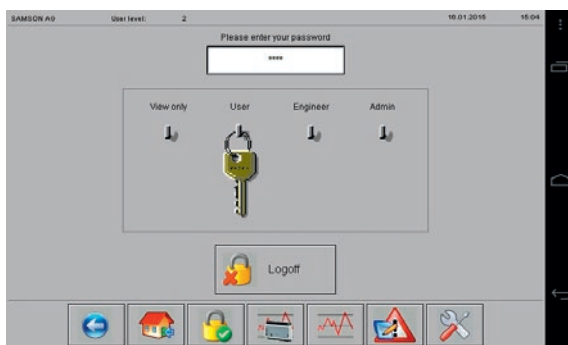 SAMSON AG User level: 2 16.01.2015 15:04
Please enter your password
****
View only User Engineer Admin
Logoff